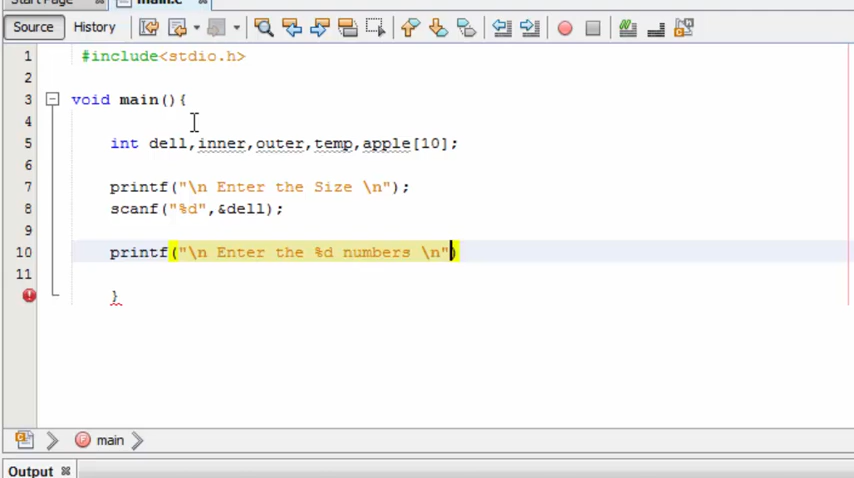 Start Page main.c
Source History
1 #include<stdio.h>
2
3 void main(){
4
5 int dell,inner,outer,temp,apple[10];
6
7 printf("\n Enter the Size \n");
8 scanf("%d",&dell);
9
10 printf("\n Enter the %d numbers \n")
11
}
main
Output